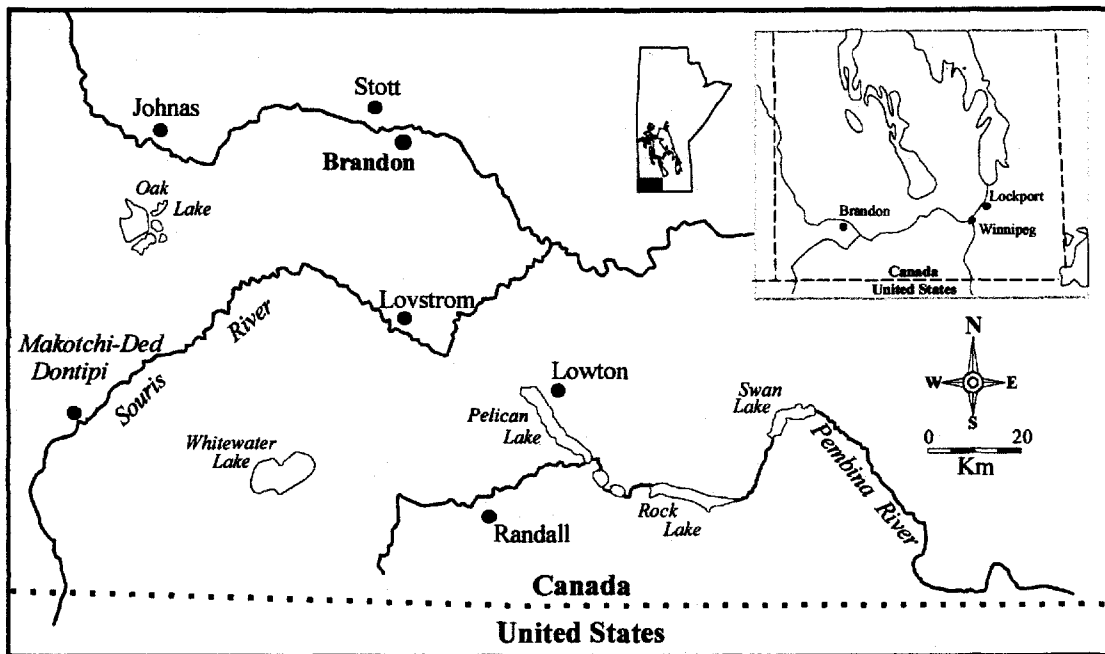 Stott
Johnas
Brandon
Oak
Lake
Lovstrom
River
Souris
Makotchi-Ded
Dontipi
Whitewater
Lake
Lowton
Pelican
Lake
Swan
Lake
Pembina River
Rock
Lake
Randall
Canada
United States
Brandon
Lockport
Winnipeg
Canada
United States
N
W E
S
0 20
Km